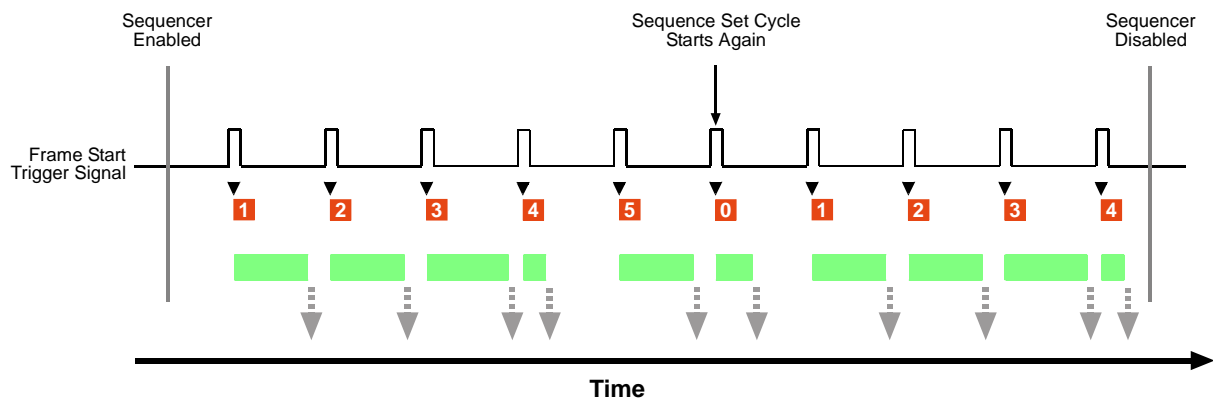 Sequencer
Enabled
Sequence Set Cycle
Starts Again
Sequencer
Disabled
Frame Start
Trigger Signal
1 2 3 4 5 0 1 2 3 4
Time